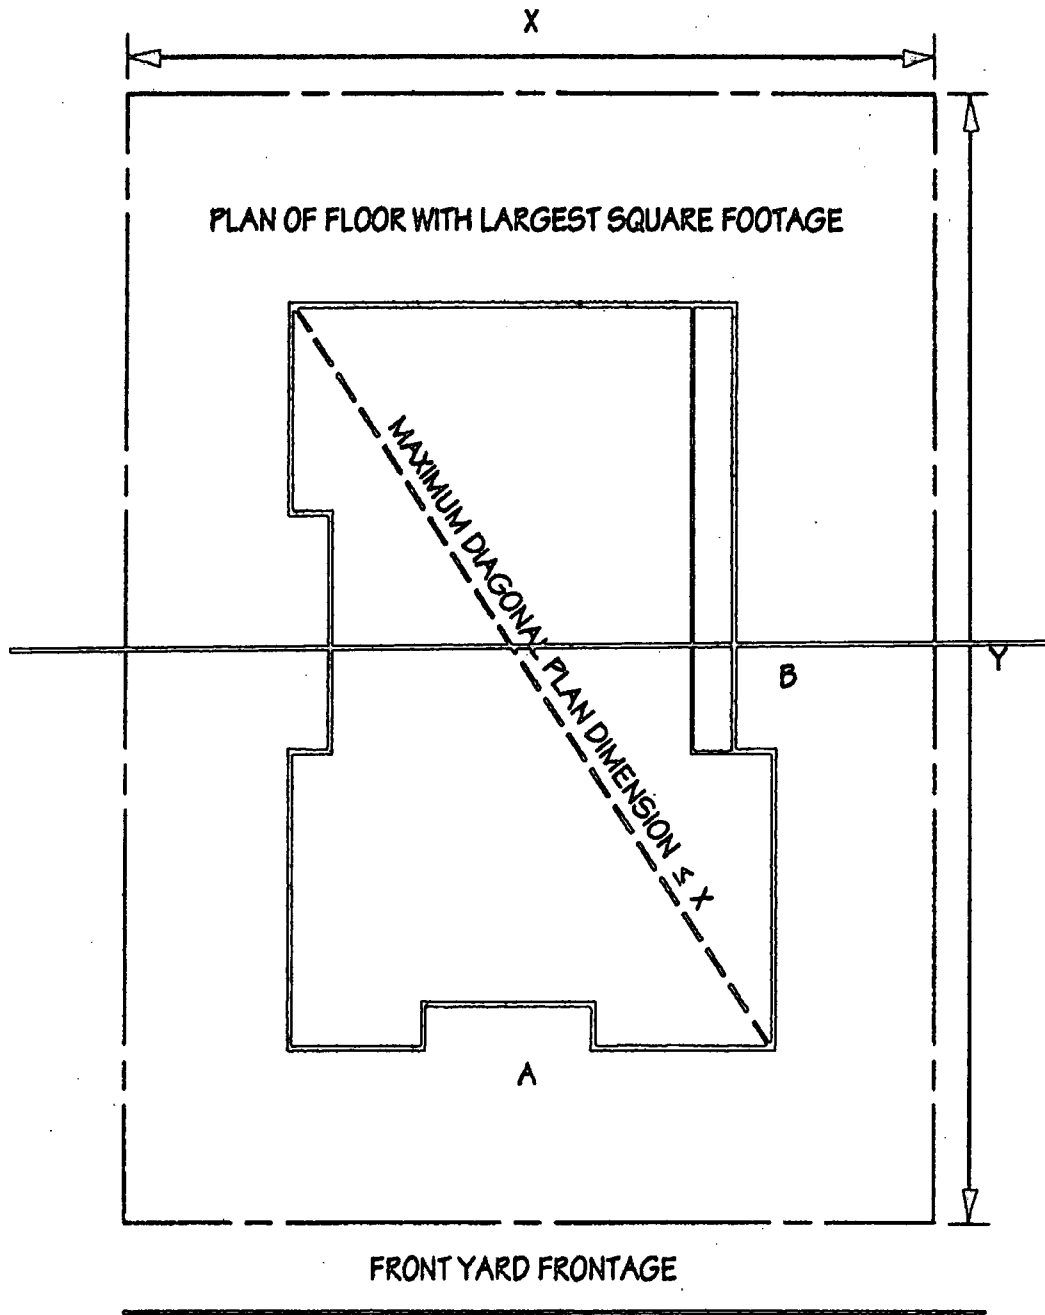 X
PLAN OF FLOOR WITH LARGEST SQUARE FOOTAGE
MAXIMUM DIAGONAL PLAN DIMENSION ≤ X
Y
B
A
FRONT YARD FRONTAGE